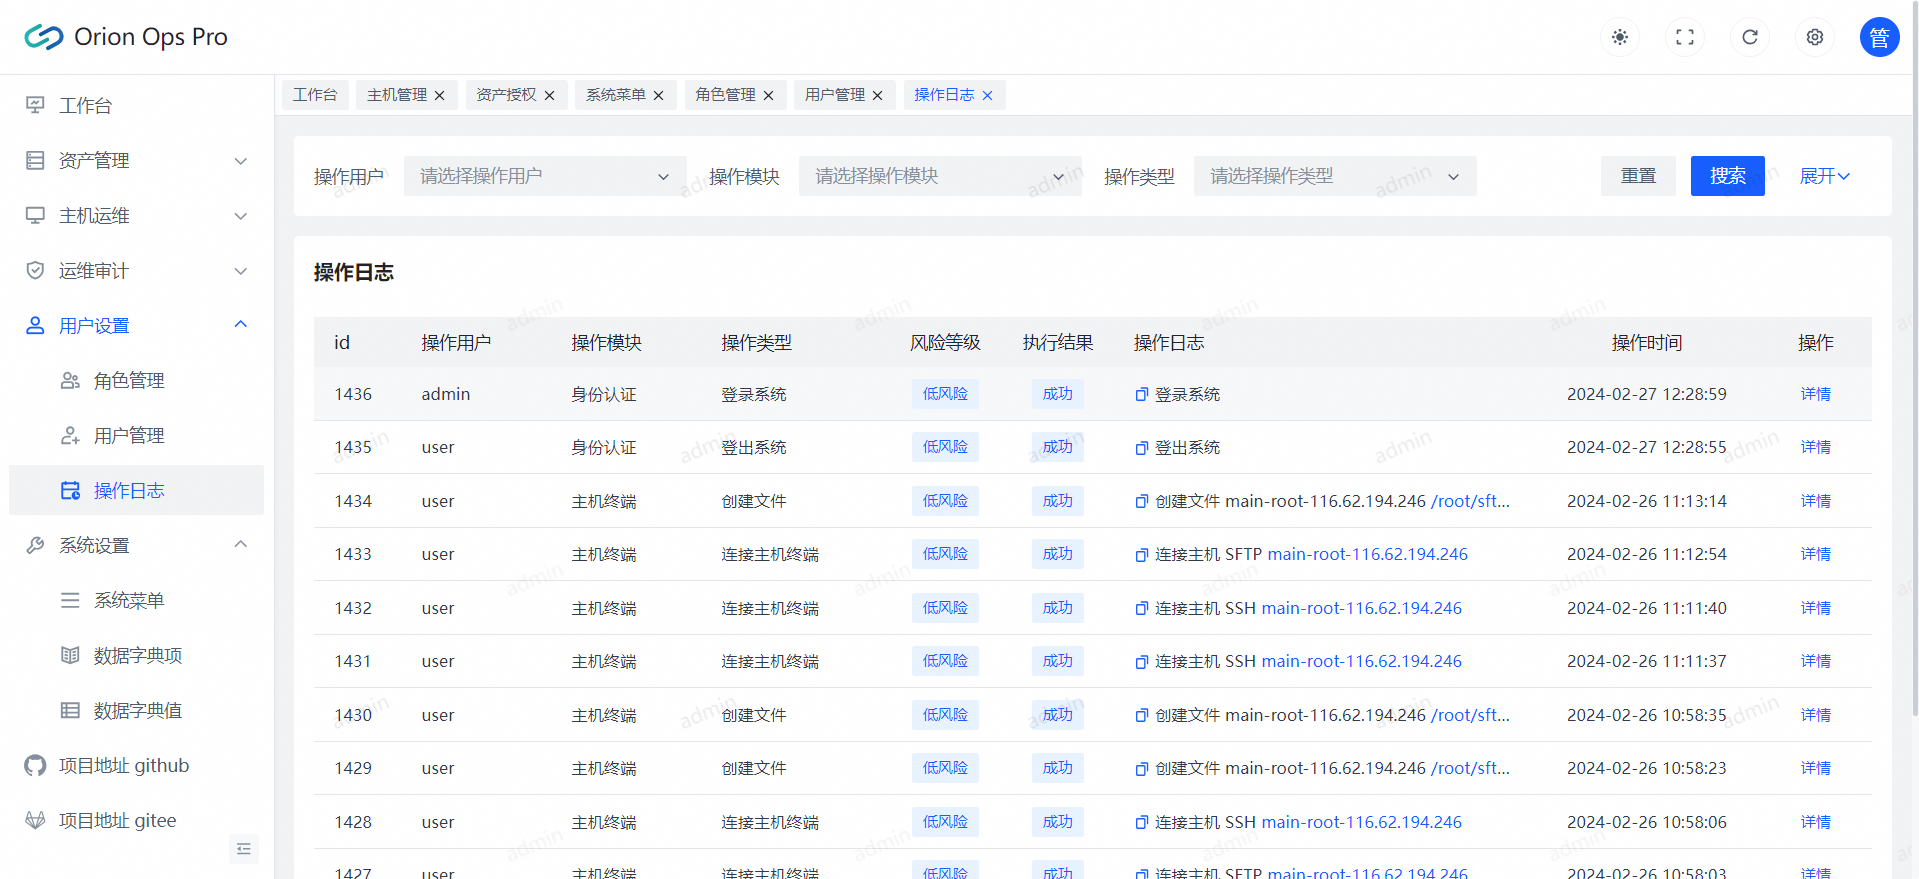 Orion Ops Pro
管
工作台
资产管理
主机运维
运维审计
用户设置
角色管理
用户管理
操作日志
系统设置
系统菜单
数据字典项
数据字典值
项目地址 github
项目地址 gitee
工作台 主机管理 资产授权 系统菜单 角色管理 用户管理 操作日志
操作用户 请选择操作用户 操作模块 请选择操作模块 操作类型 请选择操作类型 重置 搜索 展开
操作日志
id 操作用户 操作模块 操作类型 风险等级 执行结果 操作日志 操作时间 操作
1436 admin 身份认证 登录系统 低风险 成功 登录系统 2024-02-27 12:28:59 详情
1435 user 身份认证 登出系统 低风险 成功 登出系统 2024-02-27 12:28:55 详情
1434 user 主机终端 创建文件 低风险 成功 创建文件 main-root-116.62.194.246 /root/sft... 2024-02-26 11:13:14 详情
1433 user 主机终端 连接主机终端 低风险 成功 连接主机 SFTP main-root-116.62.194.246 2024-02-26 11:12:54 详情
1432 user 主机终端 连接主机终端 低风险 成功 连接主机 SSH main-root-116.62.194.246 2024-02-26 11:11:40 详情
1431 user 主机终端 连接主机终端 低风险 成功 连接主机 SSH main-root-116.62.194.246 2024-02-26 11:11:37 详情
1430 user 主机终端 创建文件 低风险 成功 创建文件 main-root-116.62.194.246 /root/sft... 2024-02-26 10:58:35 详情
1429 user 主机终端 创建文件 低风险 成功 创建文件 main-root-116.62.194.246 /root/sft... 2024-02-26 10:58:23 详情
1428 user 主机终端 连接主机终端 低风险 成功 连接主机 SSH main-root-116.62.194.246 2024-02-26 10:58:06 详情
1427 user 主机终端 连接主机终端 低风险 成功 连接主机 SFTP main-root-116.62.194.246 2024-02-26 10:58:03 详情